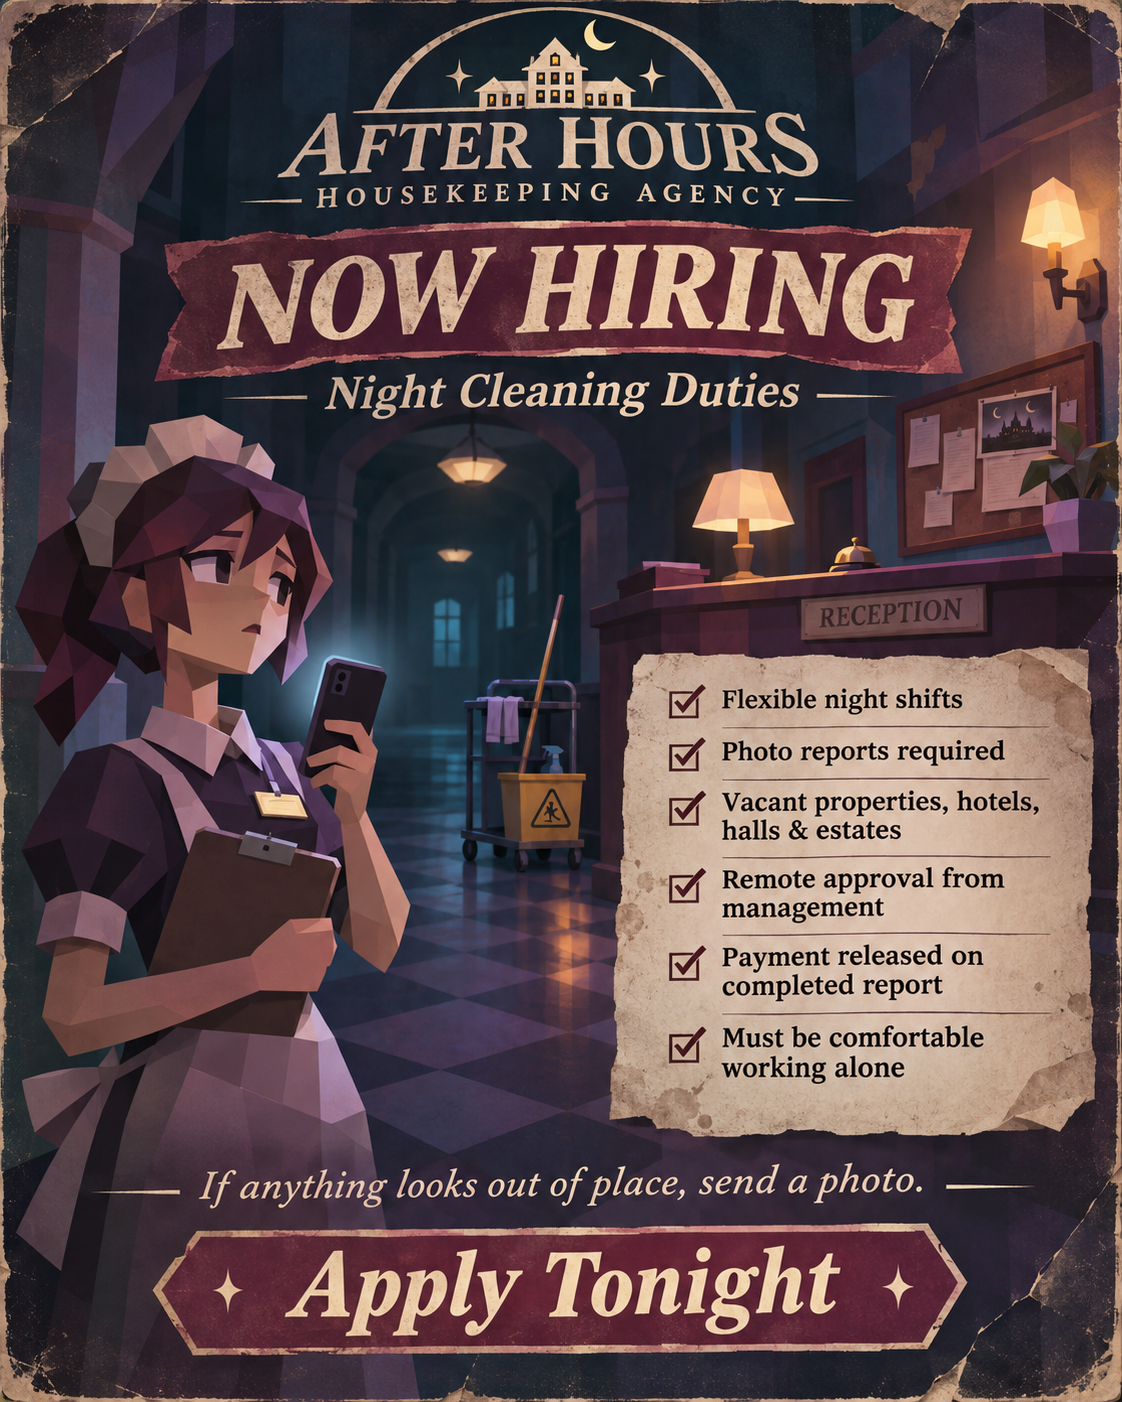 AFTER HOURS
HOUSEKEEPING AGENCY
NOW HIRING
Night Cleaning Duties
RECEPTION
Flexible night shifts
Photo reports required
Vacant properties, hotels,
halls & estates
Remote approval from
management
Payment released on
completed report
Must be comfortable
working alone
If anything looks out of place, send a photo.
Apply Tonight